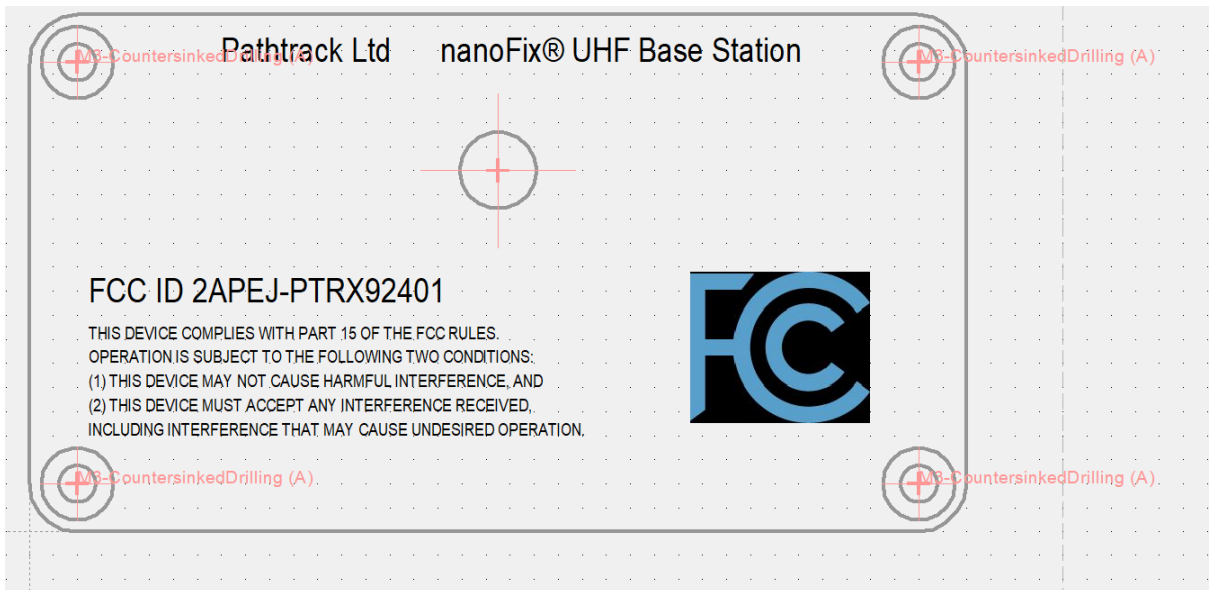 Pathtrack Ltd nanoFix® UHF Base Station
M3-CountersinkedDrilling (A)
M3-CountersinkedDrilling (A)
FCC ID 2APEJ-PTRX92401
FCC
THIS DEVICE COMPLIES WITH PART 15 OF THE FCC RULES.
OPERATION IS SUBJECT TO THE FOLLOWING TWO CONDITIONS:
(1) THIS DEVICE MAY NOT CAUSE HARMFUL INTERFERENCE, AND
(2) THIS DEVICE MUST ACCEPT ANY INTERFERENCE RECEIVED,
INCLUDING INTERFERENCE THAT MAY CAUSE UNDESIRED OPERATION.
M3-CountersinkedDrilling (A)
M3-CountersinkedDrilling (A)